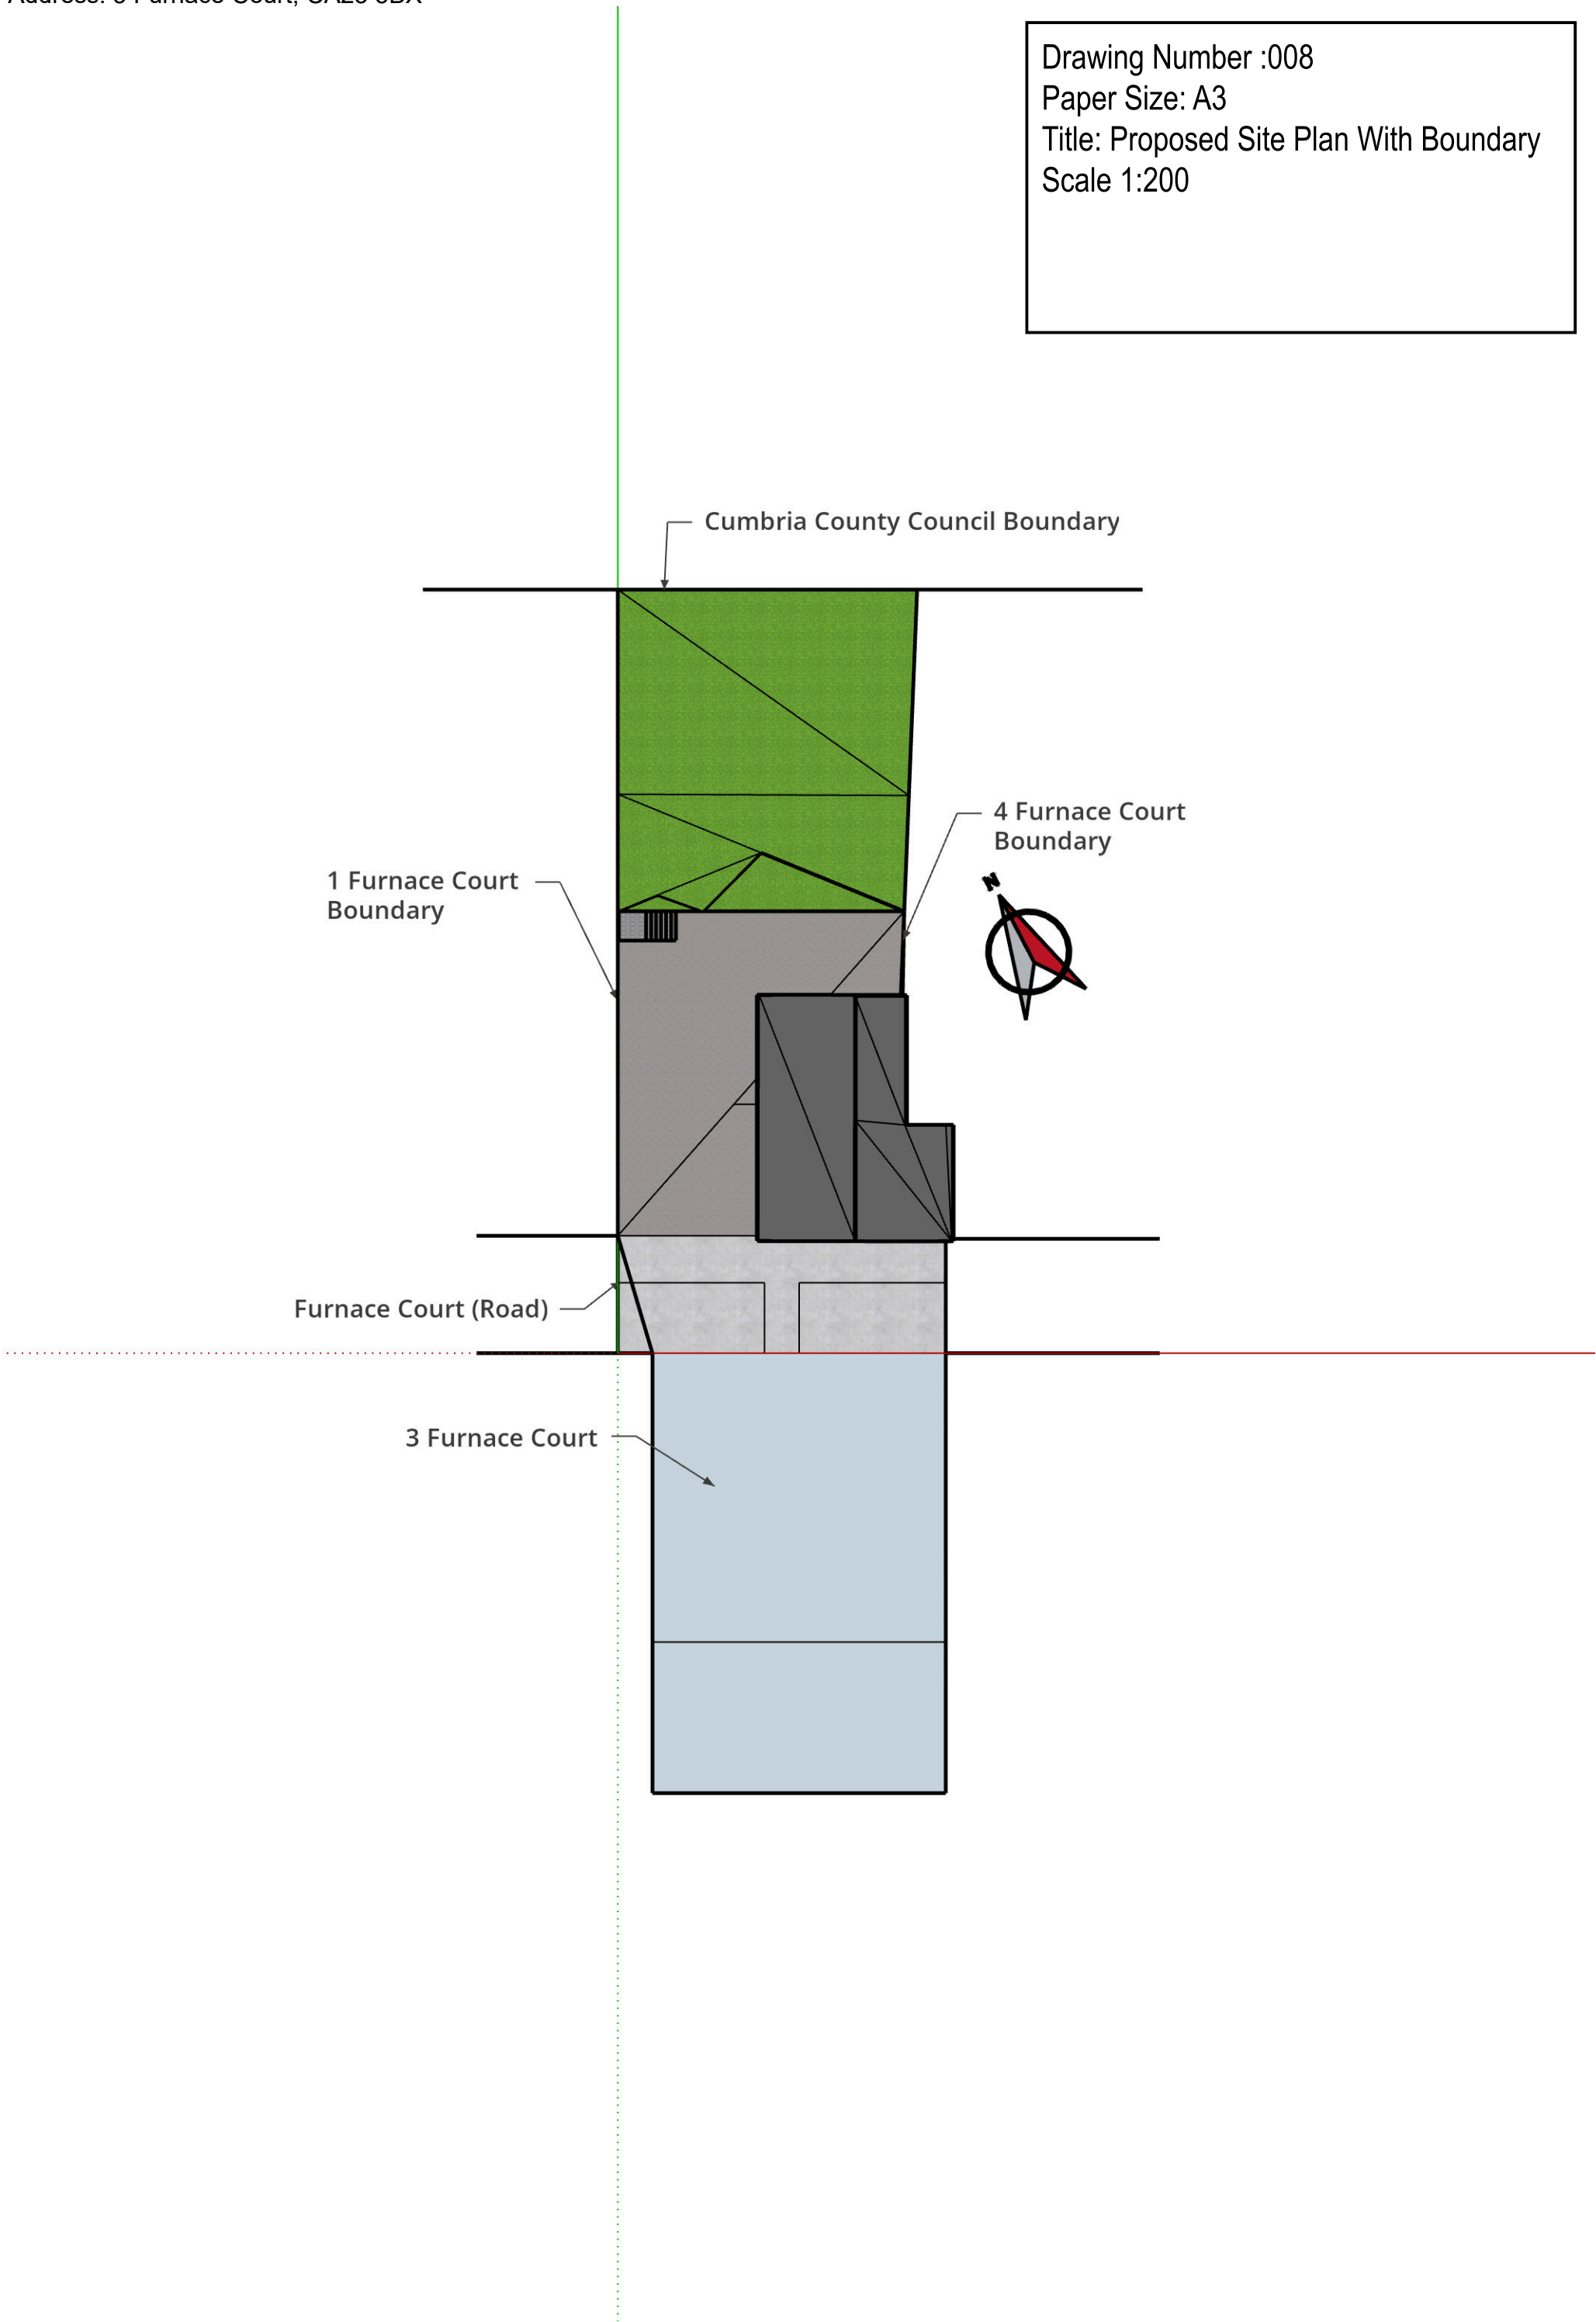 Drawing Number :008
Paper Size: A3
Title: Proposed Site Plan With Boundary
Scale 1:200
Cumbria County Council Boundary
4 Furnace Court
Boundary
1 Furnace Court
Boundary
N
Furnace Court (Road)
3 Furnace Court